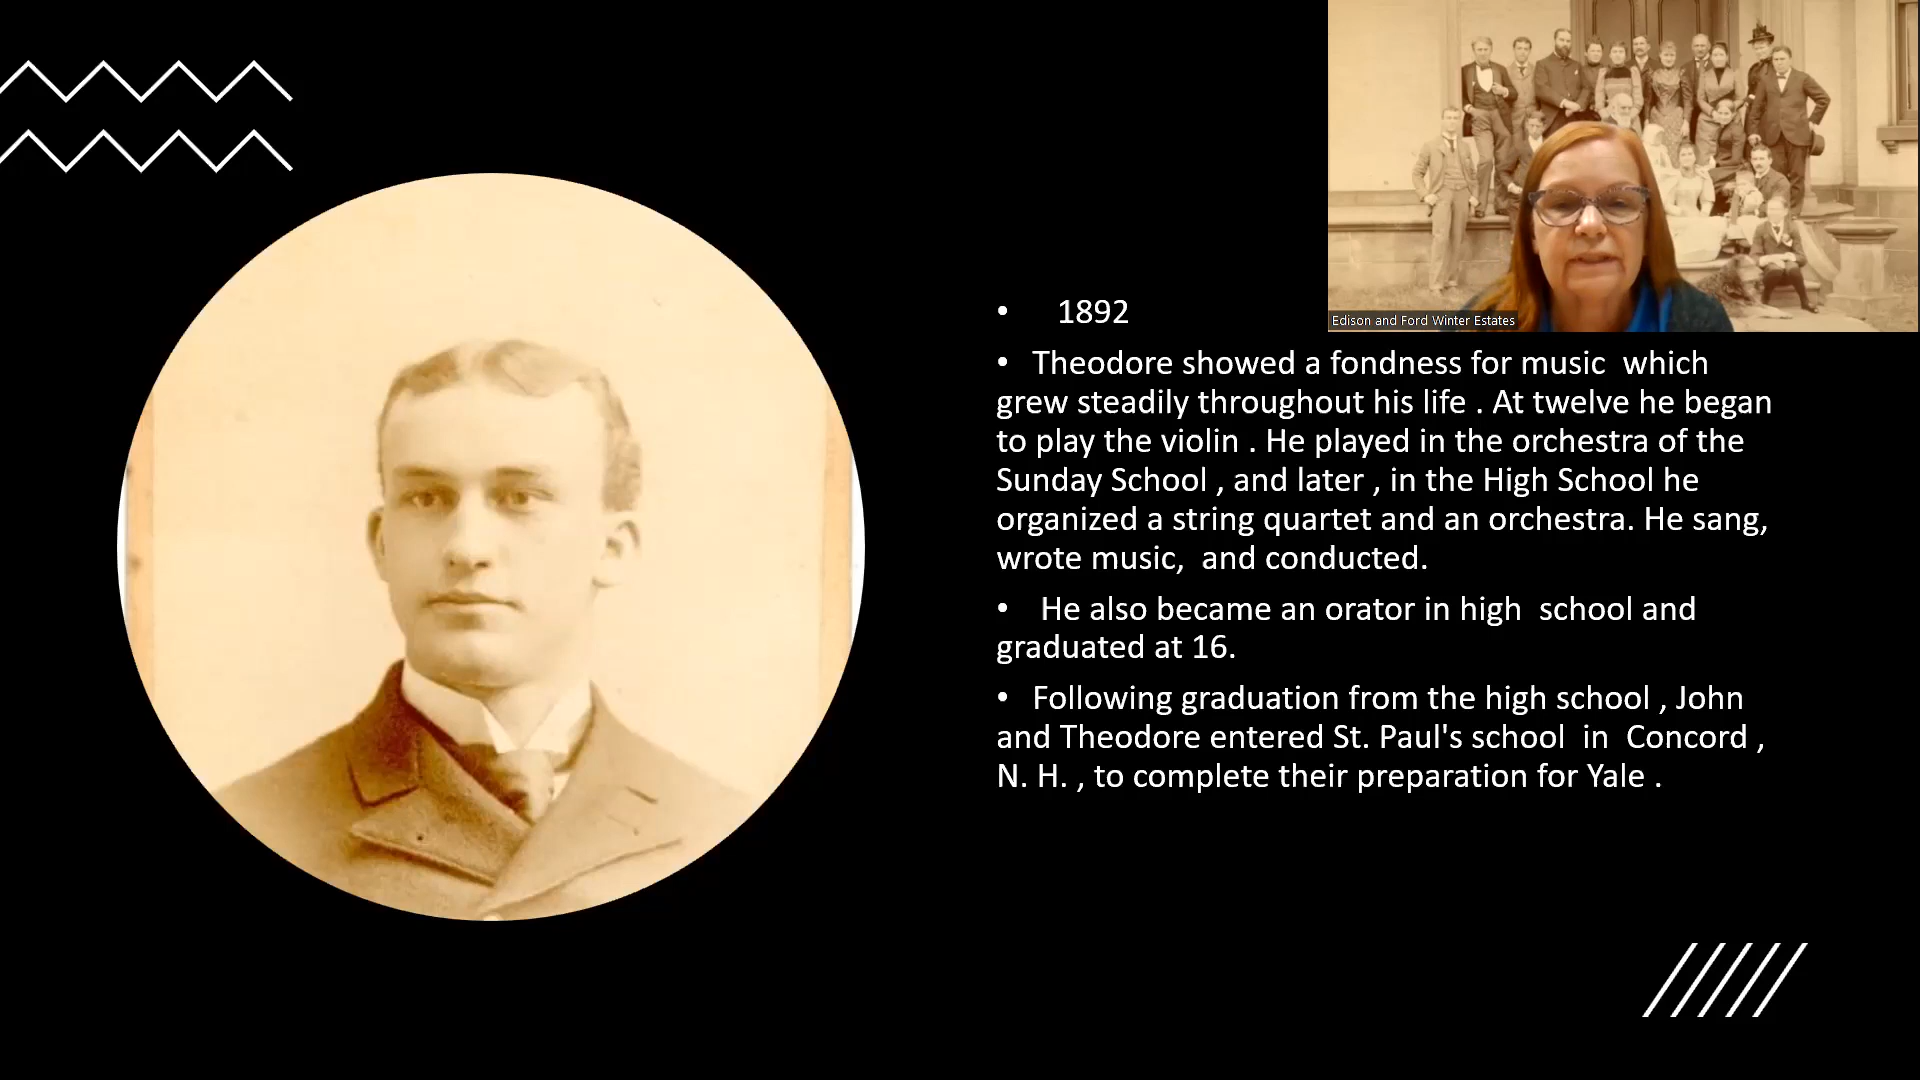 Edison and Ford Winter Estates
• 1892
• Theodore showed a fondness for music which
grew steadily throughout his life . At twelve he began
to play the violin . He played in the orchestra of the
Sunday School , and later , in the High School he
organized a string quartet and an orchestra. He sang,
wrote music, and conducted.
• He also became an orator in high school and
graduated at 16.
• Following graduation from the high school , John
and Theodore entered St. Paul's school in Concord ,
N. H. , to complete their preparation for Yale .